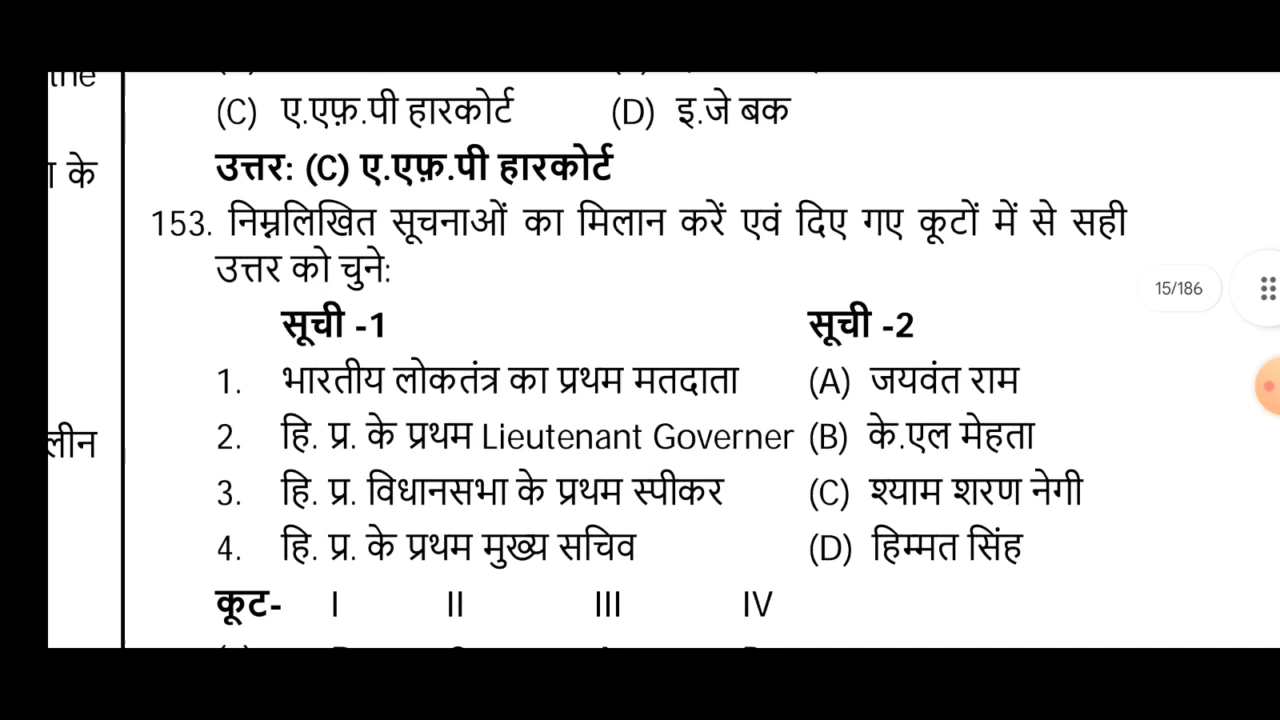 the
(C) ए.एफ़.पी हारकोर्ट (D) इ.जे बक
के
उत्तर: (C) ए.एफ़.पी हारकोर्ट
153. निम्नलिखित सूचनाओं का मिलान करें एवं दिए गए कूटों में से सही
उत्तर को चुने:
15/186
सूची -1 सूची -2
1. भारतीय लोकतंत्र का प्रथम मतदाता (A) जयवंत राम
2. हि. प्र. के प्रथम Lieutenant Governer (B) के.एल मेहता
लीन
3. हि. प्र. विधानसभा के प्रथम स्पीकर (C) श्याम शरण नेगी
4. हि. प्र. के प्रथम मुख्य सचिव (D) हिम्मत सिंह
कूट- I II III IV